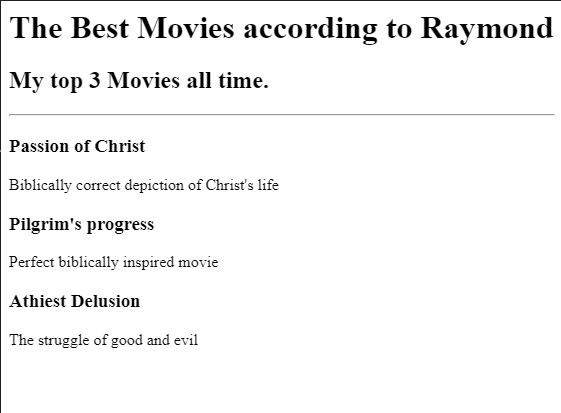 The Best Movies according to Raymond
My top 3 Movies all time.
Passion of Christ
Biblically correct depiction of Christ's life
Pilgrim's progress
Perfect biblically inspired movie
Athiest Delusion
The struggle of good and evil